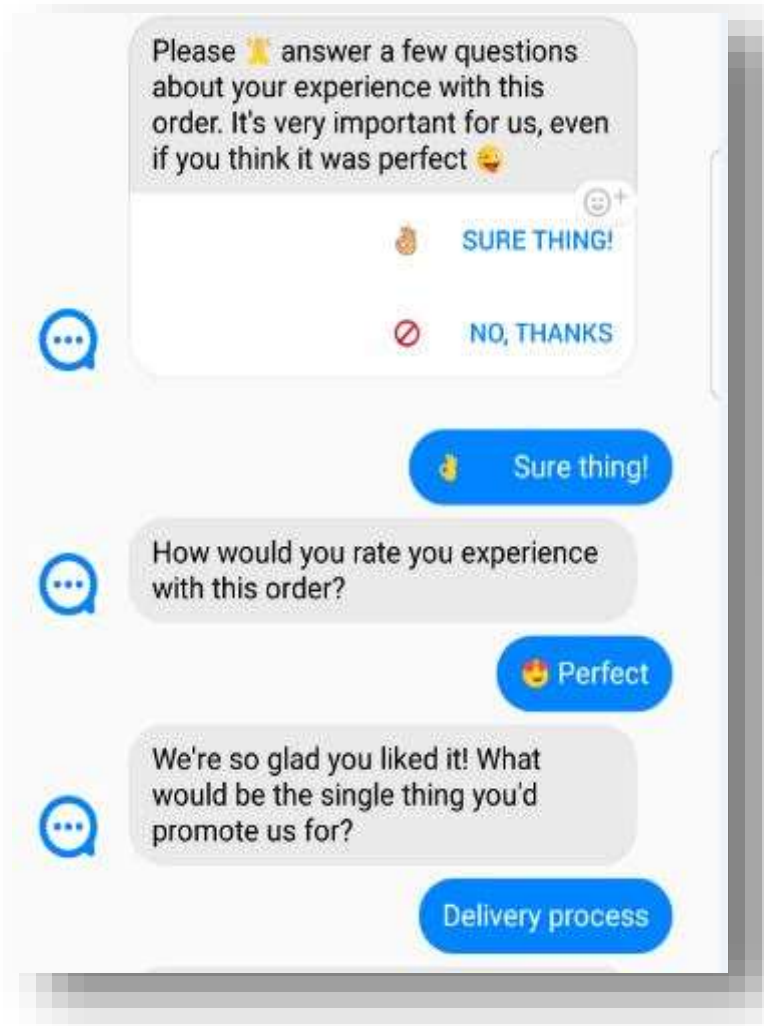 Please 🙏 answer a few questions
about your experience with this
order. It's very important for us, even
if you think it was perfect 😜
👌 SURE THING!
🚫 NO, THANKS
👌 Sure thing!
How would you rate you experience
with this order?
😍 Perfect
We're so glad you liked it! What
would be the single thing you'd
promote us for?
Delivery process